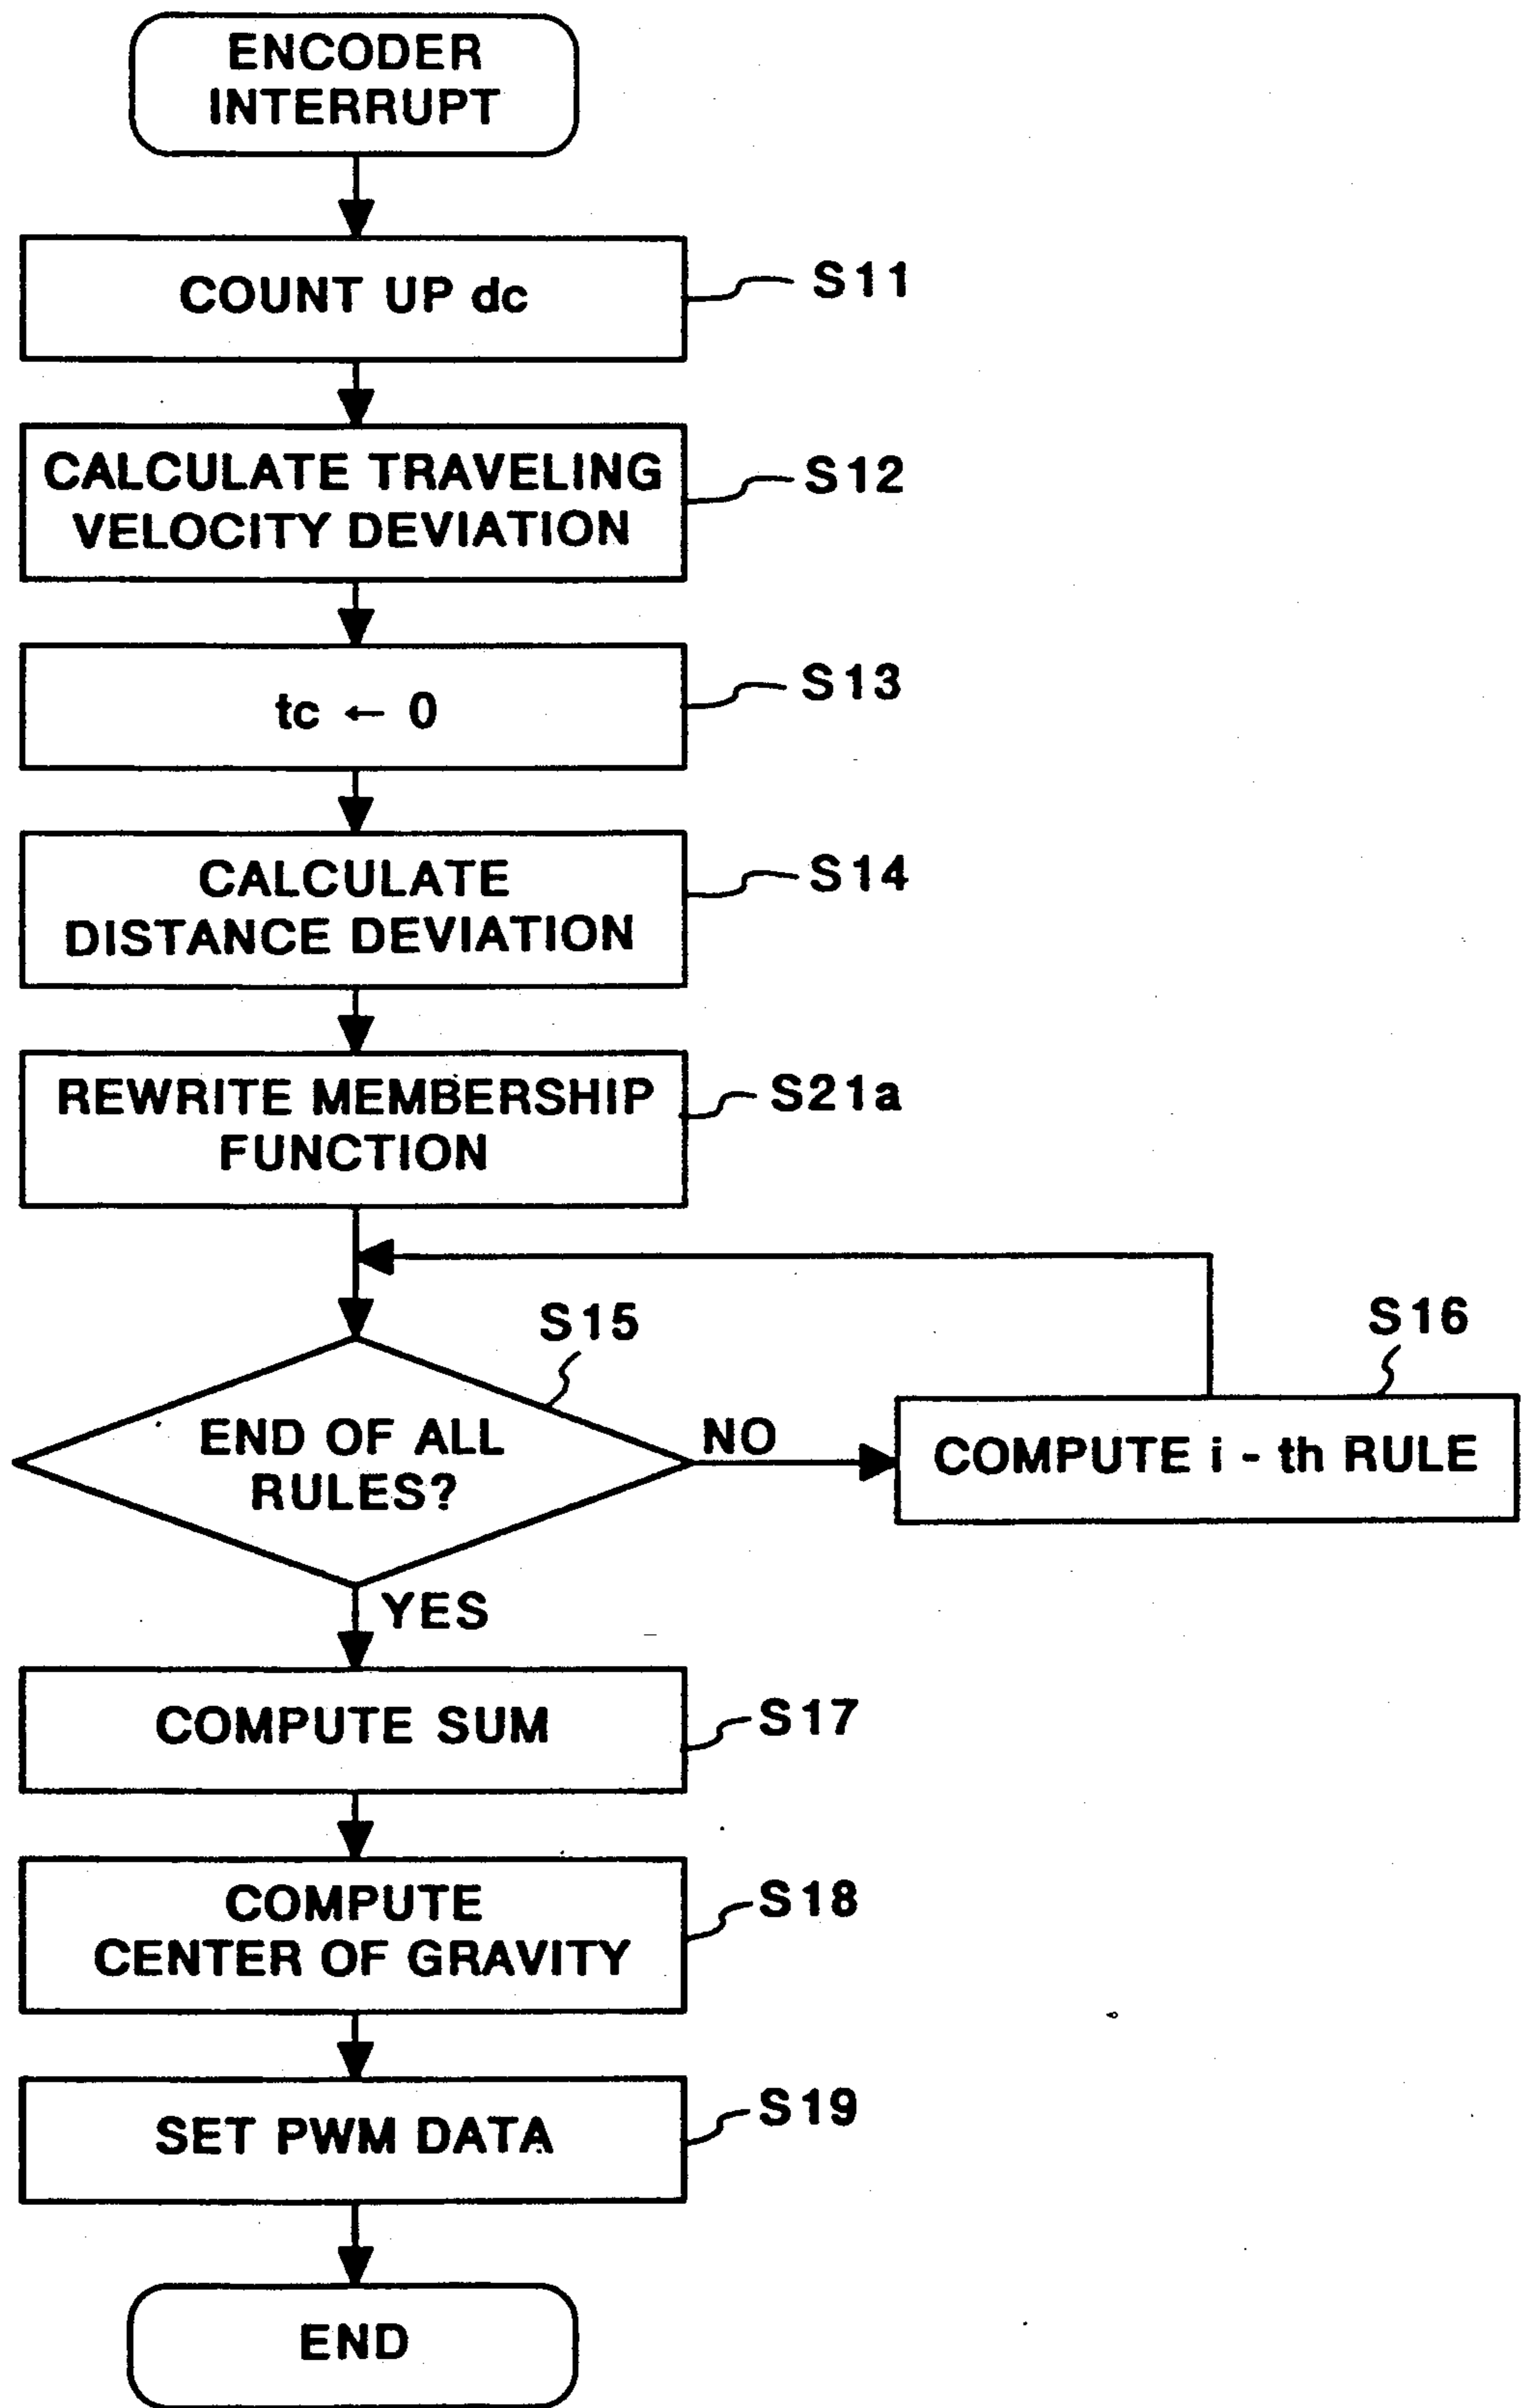 ENCODER
INTERRUPT
COUNT UP dc
S11
CALCULATE TRAVELING
VELOCITY DEVIATION
S12
tc ← 0
S13
CALCULATE
DISTANCE DEVIATION
S14
REWRITE MEMBERSHIP
FUNCTION
S21a
S15
S16
END OF ALL
RULES?
NO
COMPUTE i - th RULE
YES
COMPUTE SUM
S17
COMPUTE
CENTER OF GRAVITY
S18
SET PWM DATA
S19
END